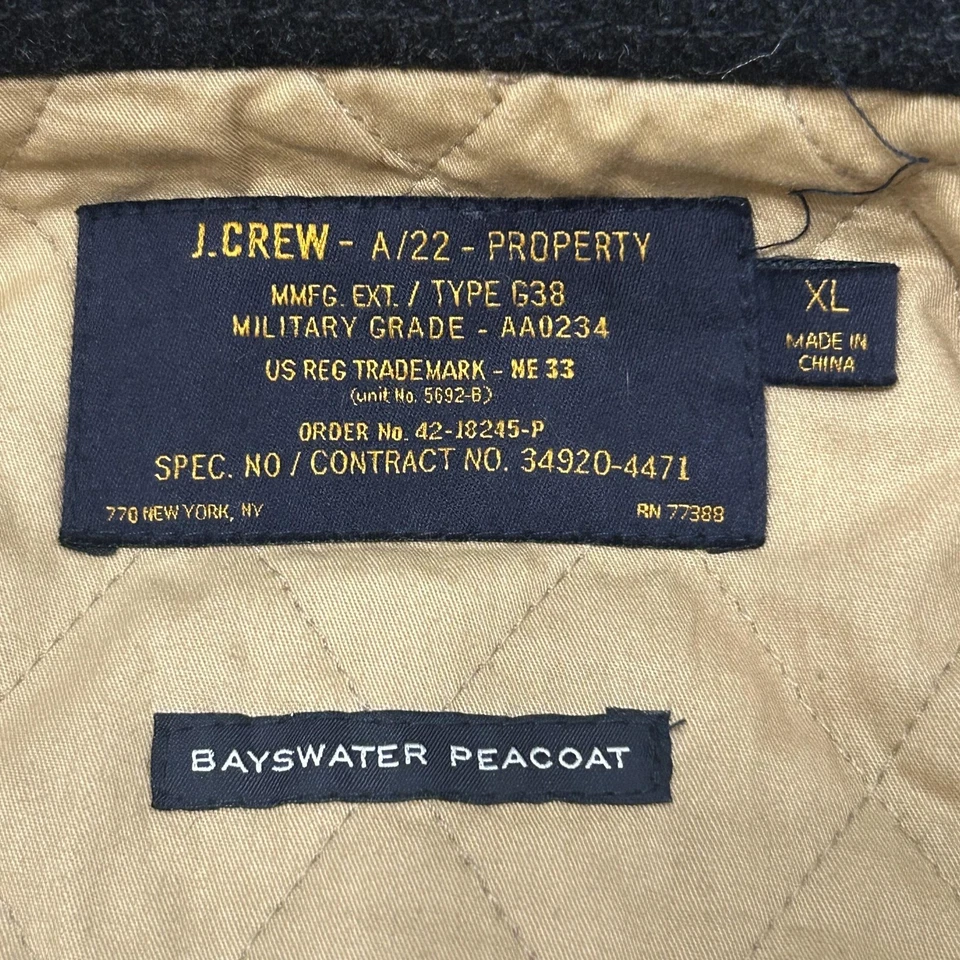 J.CREW - A/22 - PROPERTY
MMFG. EXT. / TYPE G38
MILITARY GRADE - AA0234
US REG TRADEMARK - NE 33
(unit No. 5692-B)
ORDER No. 42-18245-P
SPEC. NO / CONTRACT NO. 34920-4471
770 NEW YORK, NY
RN 77388
XL
MADE IN
CHINA
BAYSWATER PEACOAT